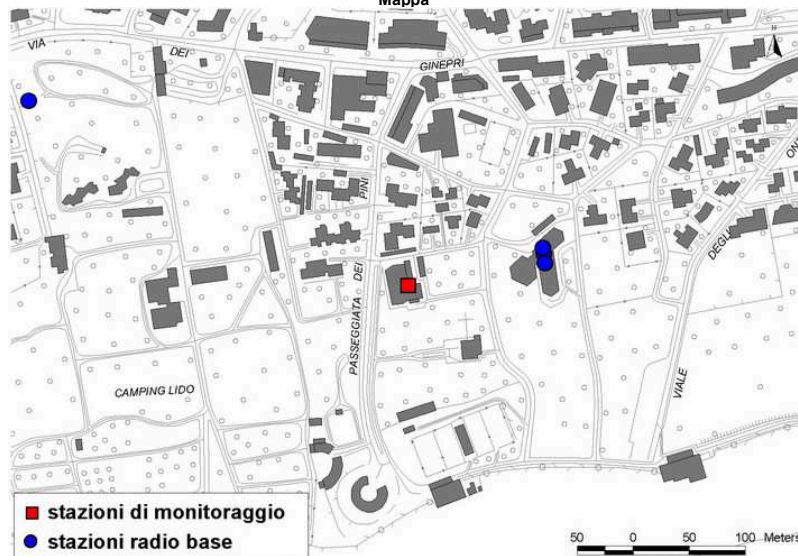 Mappa
VIA
DEI
GINEPRI
N
PINI
DEI
PASSEGGIATA
CAMPING LIDO
VIALE
DEGLI
stazioni di monitoraggio
stazioni radio base
50 0 50 100 Meters